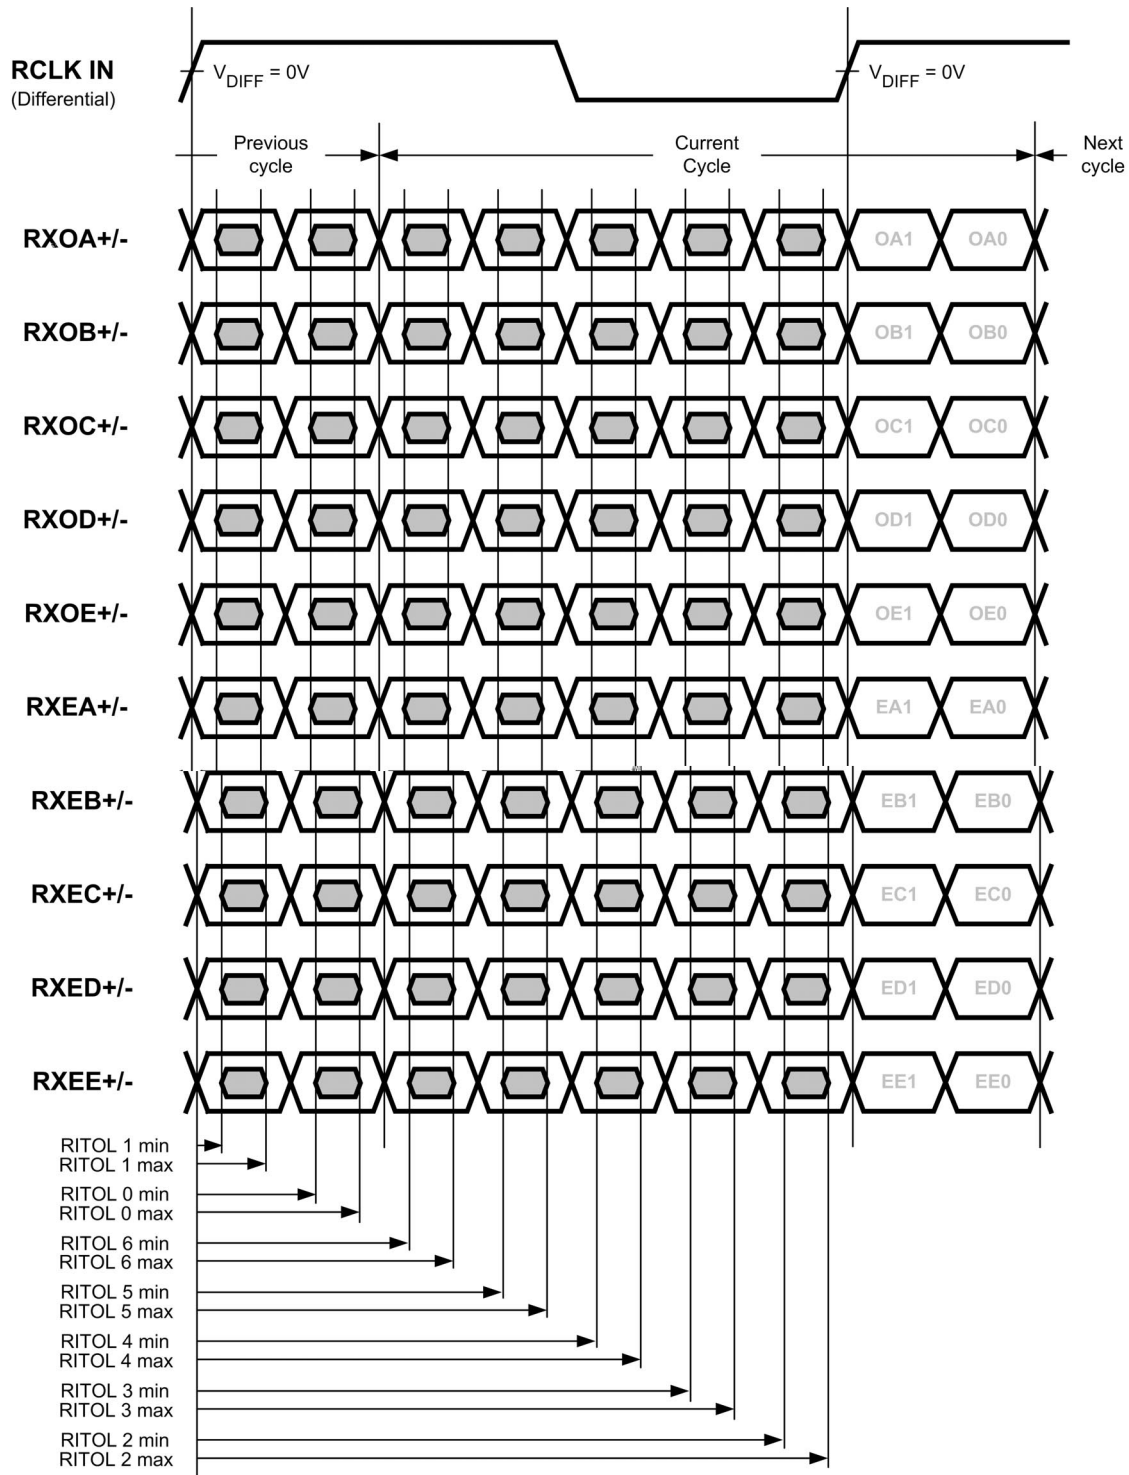 RCLK IN
(Differential)
VDIFF = 0V
VDIFF = 0V
Previous
cycle
Current
Cycle
Next
cycle
RXOA+/-
OA1
OA0
RXOB+/-
OB1
OB0
RXOC+/-
OC1
OC0
RXOD+/-
OD1
OD0
RXOE+/-
OE1
OE0
RXEA+/-
EA1
EA0
RXEB+/-
EB1
EB0
RXEC+/-
EC1
EC0
RXED+/-
ED1
ED0
RXEE+/-
EE1
EE0
RITOL 1 min
RITOL 1 max
RITOL 0 min
RITOL 0 max
RITOL 6 min
RITOL 6 max
RITOL 5 min
RITOL 5 max
RITOL 4 min
RITOL 4 max
RITOL 3 min
RITOL 3 max
RITOL 2 min
RITOL 2 max